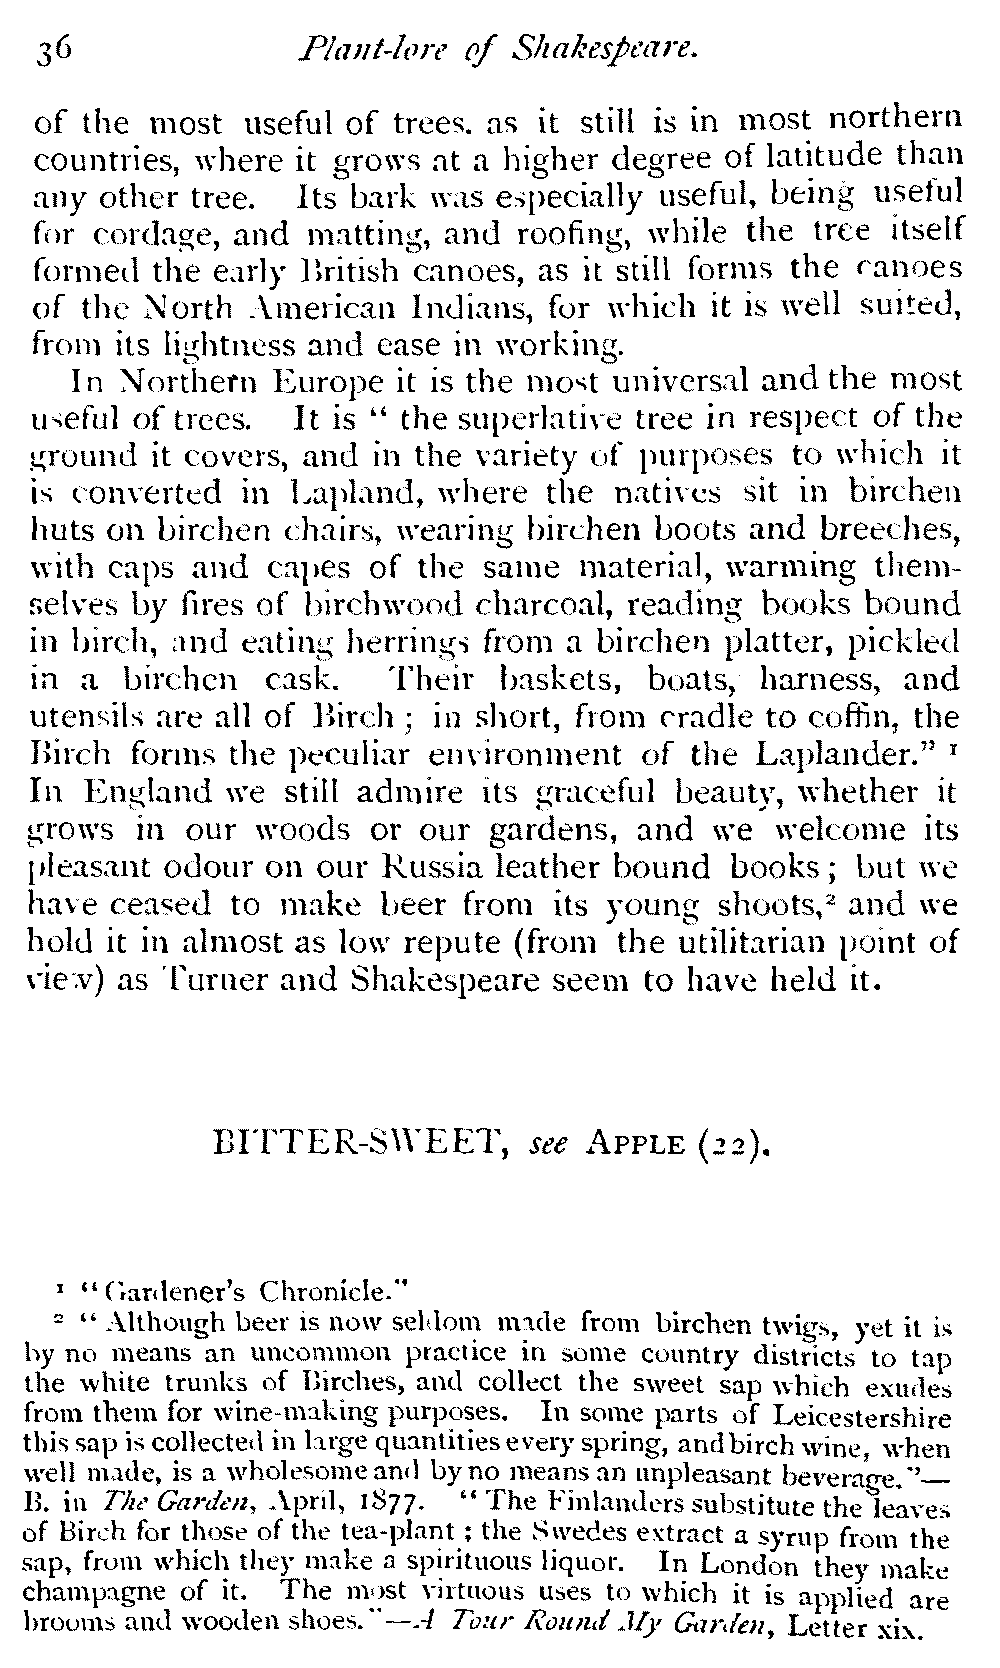 36 Plant-lore of Shakespeare.
of the most useful of trees. as it still is in most northern
countries, where it grows at a higher degree of latitude than
any other tree. Its bark was especially useful, being useful
for cordage, and matting, and roofing, while the tree itself
formed the early British canoes, as it still forms the canoes
of the North American Indians, for which it is well suited,
from its lightness and ease in working.
In Northern Europe it is the most universal and the most
useful of trees. It is “ the superlative tree in respect of the
ground it covers, and in the variety of purposes to which it
is converted in Lapland, where the natives sit in birchen
huts on birchen chairs, wearing birchen boots and breeches,
with caps and capes of the same material, warming them-
selves by fires of birchwood charcoal, reading books bound
in birch, and eating herrings from a birchen platter, pickled
in a birchen cask. Their baskets, boats, harness, and
utensils are all of Birch ; in short, from cradle to coffin, the
Birch forms the peculiar environment of the Laplander.” ¹
In England we still admire its graceful beauty, whether it
grows in our woods or our gardens, and we welcome its
pleasant odour on our Russia leather bound books ; but we
have ceased to make beer from its young shoots,² and we
hold it in almost as low repute (from the utilitarian point of
view) as Turner and Shakespeare seem to have held it.
BITTER-SWEET, see APPLE (22).
¹ “ Gardener's Chronicle.”
² “ Although beer is now seldom made from birchen twigs, yet it is
by no means an uncommon practice in some country districts to tap
the white trunks of Birches, and collect the sweet sap which exudes
from them for wine-making purposes. In some parts of Leicestershire
this sap is collected in large quantities every spring, and birch wine, when
well made, is a wholesome and by no means an unpleasant beverage.”—
B. in The Garden, April, 1877. “ The Finlanders substitute the leaves
of Birch for those of the tea-plant ; the Swedes extract a syrup from the
sap, from which they make a spirituous liquor. In London they make
champagne of it. The most virtuous uses to which it is applied are
brooms and wooden shoes.”—A Tour Round My Garden, Letter xix.